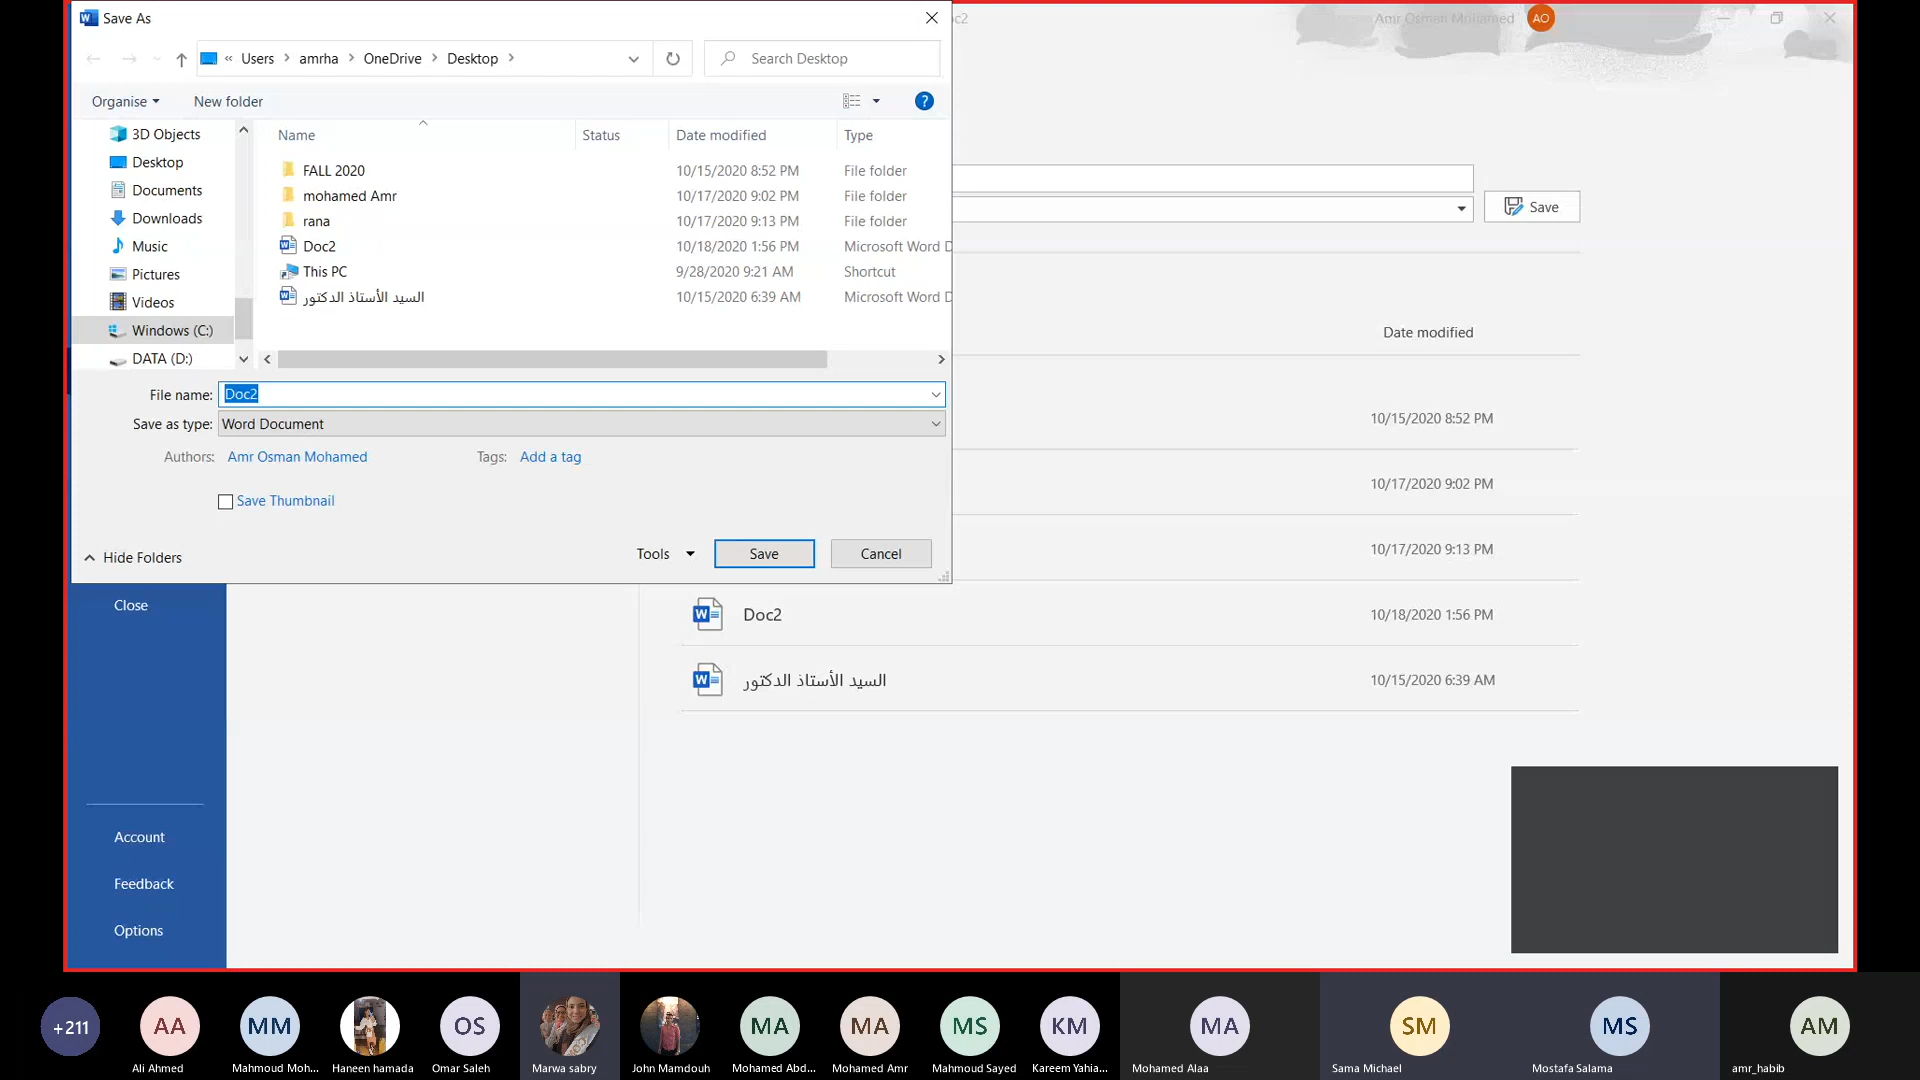 Save As
Doc2
Amr Osman Mohamed
AO
« Users > amrha > OneDrive > Desktop >
Search Desktop
Organise
New folder
?
3D Objects
Desktop
Documents
Downloads
Music
Pictures
Videos
Windows (C:)
DATA (D:)
Name Status Date modified Type
FALL 2020 10/15/2020 8:52 PM File folder
mohamed Amr 10/17/2020 9:02 PM File folder
rana 10/17/2020 9:13 PM File folder
Doc2 10/18/2020 1:56 PM Microsoft Word D
This PC 9/28/2020 9:21 AM Shortcut
السيد الأستاذ الدكتور 10/15/2020 6:39 AM Microsoft Word D
File name: Doc2
Save as type: Word Document
Authors: Amr Osman Mohamed
Tags: Add a tag
Save Thumbnail
Hide Folders
Tools
Save
Cancel
Save
Date modified
10/15/2020 8:52 PM
10/17/2020 9:02 PM
10/17/2020 9:13 PM
Doc2 10/18/2020 1:56 PM
السيد الأستاذ الدكتور 10/15/2020 6:39 AM
Close
Account
Feedback
Options
+211
AA
MM
OS
MA
MA
MS
KM
MA
SM
MS
AM
Ali Ahmed
Mahmoud Moh...
Haneen hamada
Omar Saleh
Marwa sabry
John Mamdouh
Mohamed Abd...
Mohamed Amr
Mahmoud Sayed
Kareem Yahia...
Mohamed Alaa
Sama Michael
Mostafa Salama
amr_habib